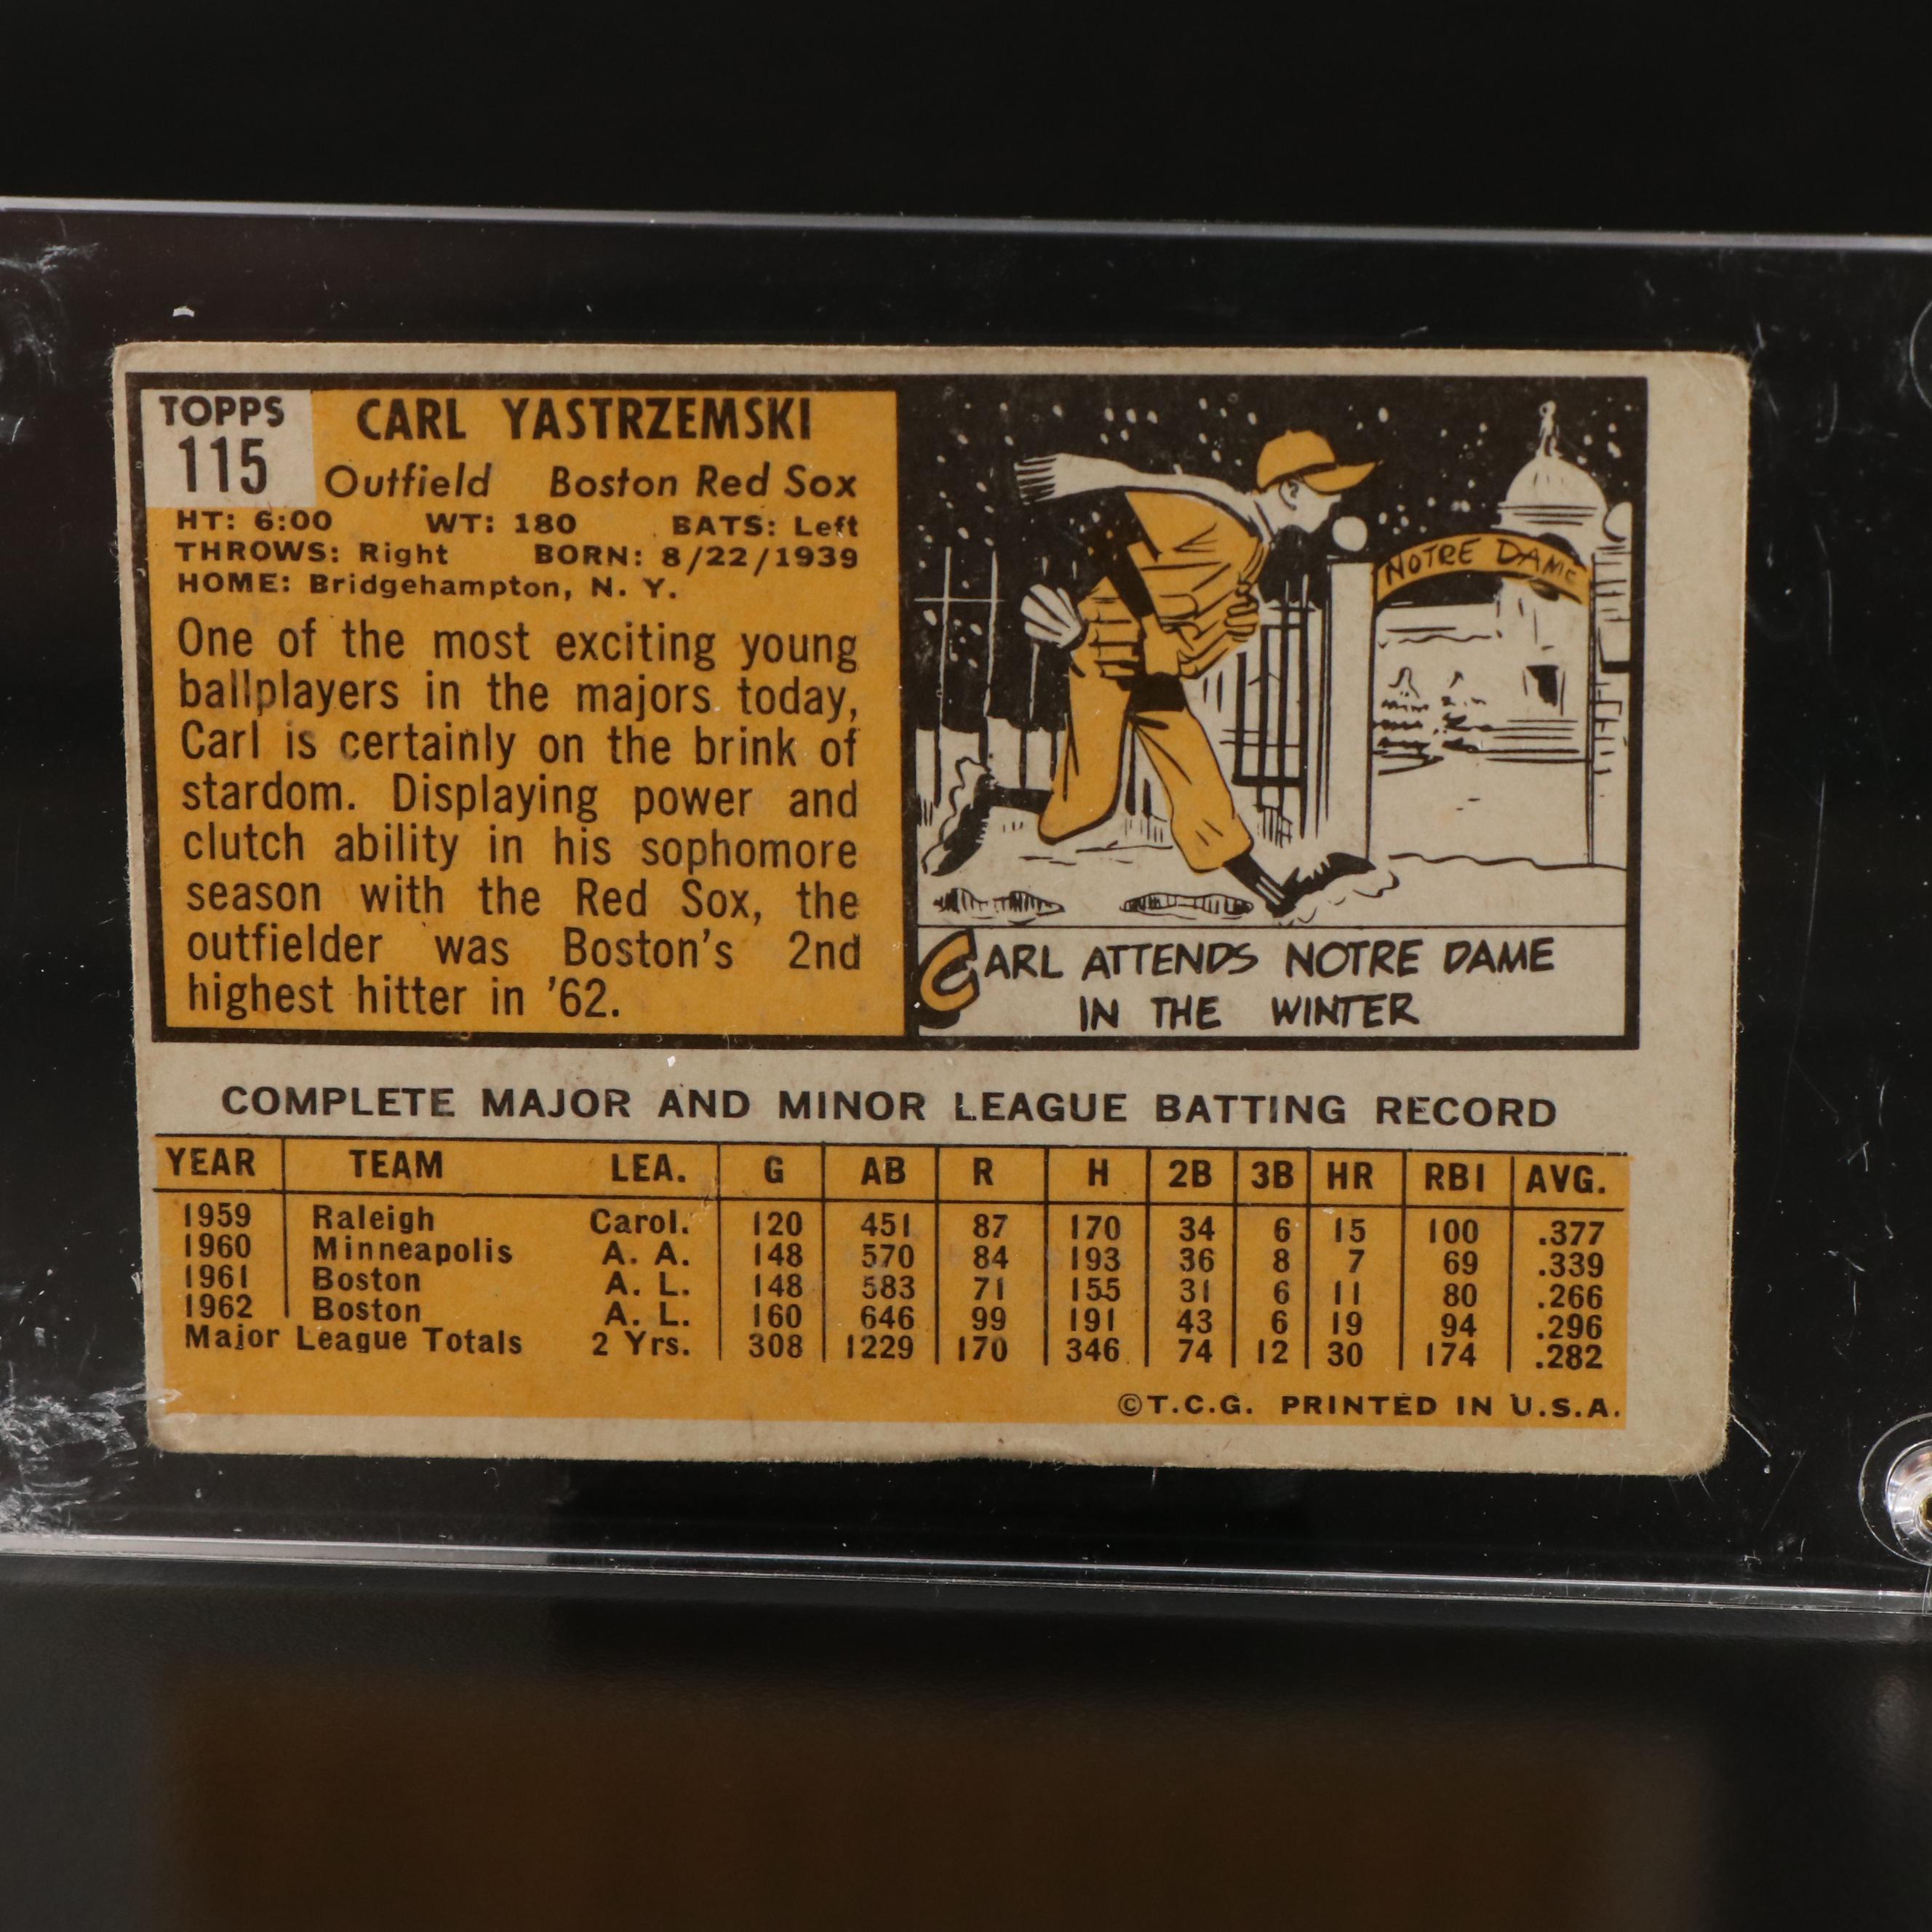 TOPPS
115
CARL YASTRZEMSKI
Outfield Boston Red Sox
HT: 6:00 WT: 180 BATS: Left
THROWS: Right BORN: 8/22/1939
HOME: Bridgehampton, N. Y.
One of the most exciting young
ballplayers in the majors today,
Carl is certainly on the brink of
stardom. Displaying power and
clutch ability in his sophomore
season with the Red Sox, the
outfielder was Boston's 2nd
highest hitter in '62.
NOTRE DAME
CARL ATTENDS NOTRE DAME
IN THE WINTER
COMPLETE MAJOR AND MINOR LEAGUE BATTING RECORD
YEAR TEAM LEA. G AB R H 2B 3B HR RBI AVG.
1959 Raleigh Carol. 120 451 87 170 34 6 15 100 .377
1960 Minneapolis A. A. 148 570 84 193 36 8 7 69 .339
1961 Boston A. L. 148 583 71 155 31 6 11 80 .266
1962 Boston A. L. 160 646 99 191 43 6 19 94 .296
Major League Totals 2 Yrs. 308 1229 170 346 74 12 30 174 .282
©T.C.G. PRINTED IN U.S.A.